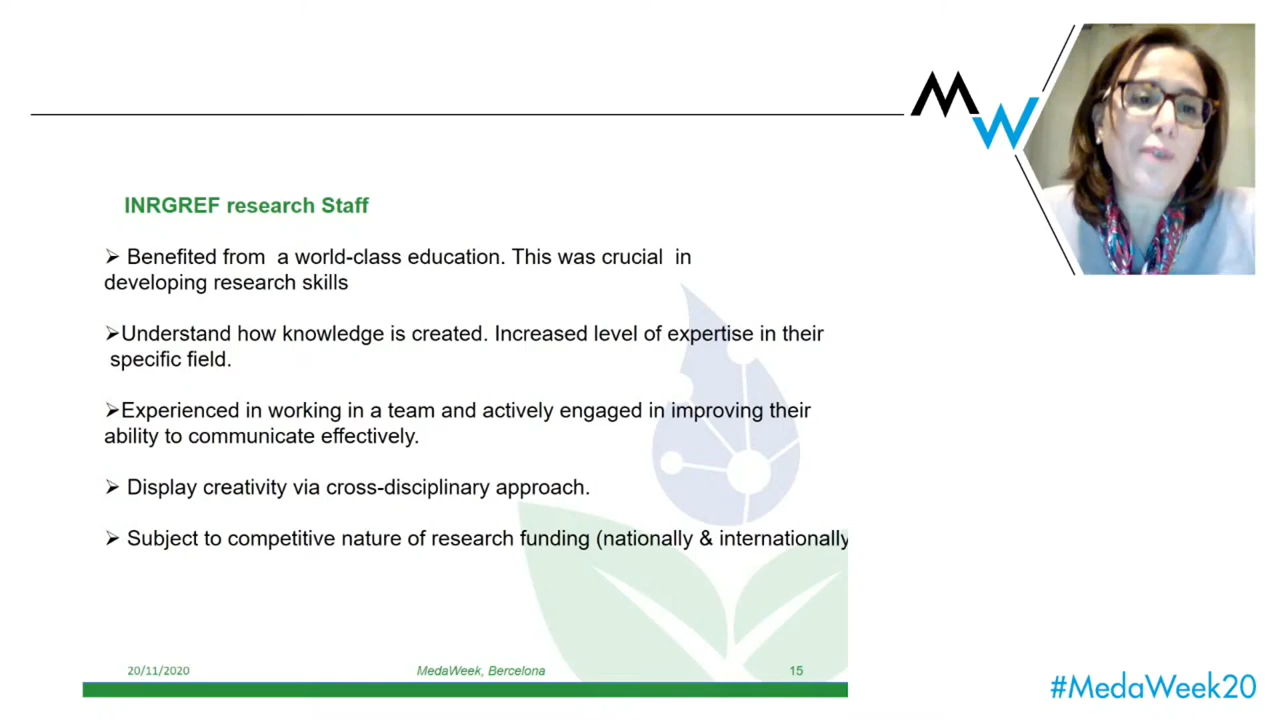 MW
INRGREF research Staff
➢ Benefited from a world-class education. This was crucial in
developing research skills
➢Understand how knowledge is created. Increased level of expertise in their
specific field.
➢Experienced in working in a team and actively engaged in improving their
ability to communicate effectively.
➢ Display creativity via cross-disciplinary approach.
➢ Subject to competitive nature of research funding (nationally & internationally
20/11/2020 MedaWeek, Bercelona 15
#MedaWeek20